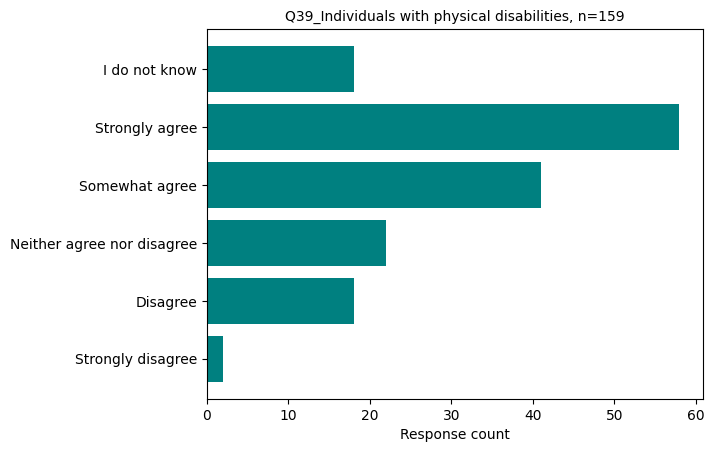 Q39_Individuals with physical disabilities, n=159
I do not know
Strongly agree
Somewhat agree
Neither agree nor disagree
Disagree
Strongly disagree
0 10 20 30 40 50 60
Response count